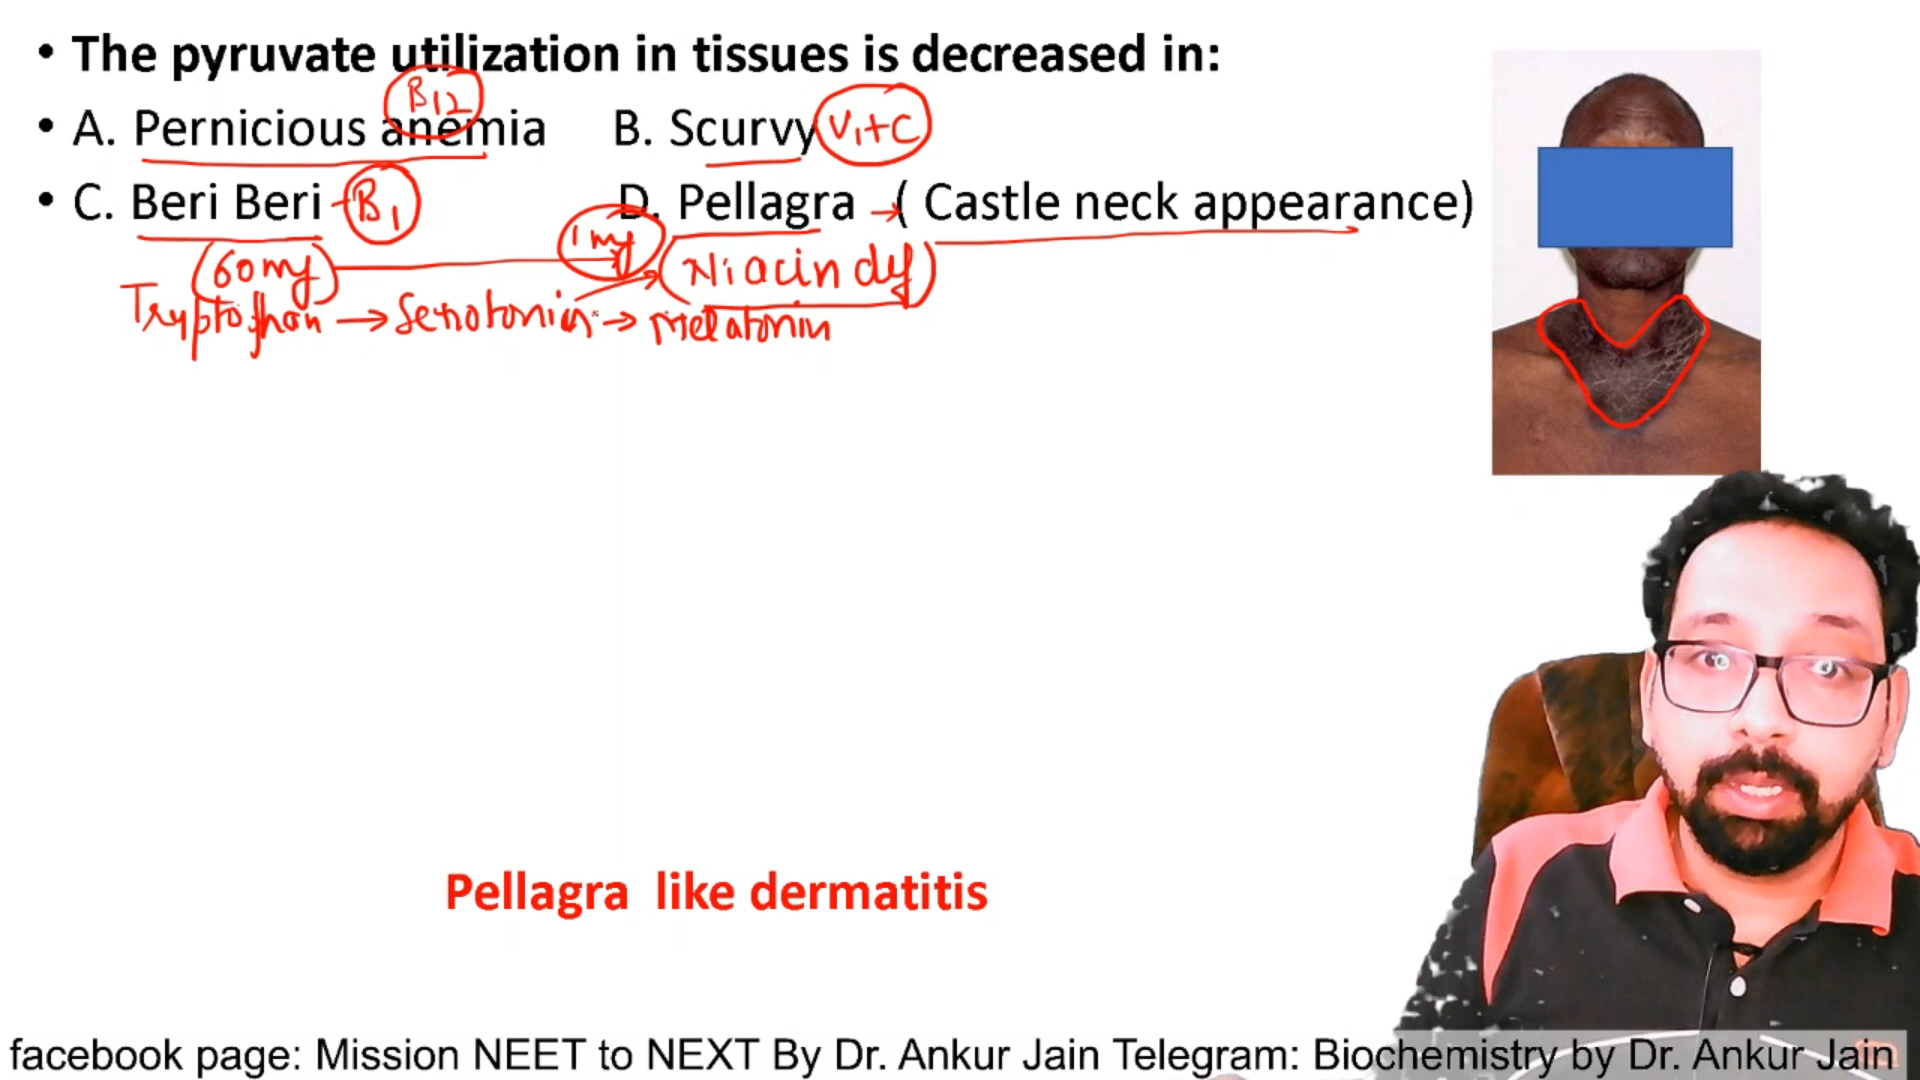 • The pyruvate utilization in tissues is decreased in:
B12
• A. Pernicious anemia B. Scurvy Vit C
• C. Beri Beri - B1 D. Pellagra → ( Castle neck appearance)
60mg 1 mg Niacin def
Tryptophan → Serotonin → Melatonin
Pellagra like dermatitis
facebook page: Mission NEET to NEXT By Dr. Ankur Jain Telegram: Biochemistry by Dr. Ankur Jain